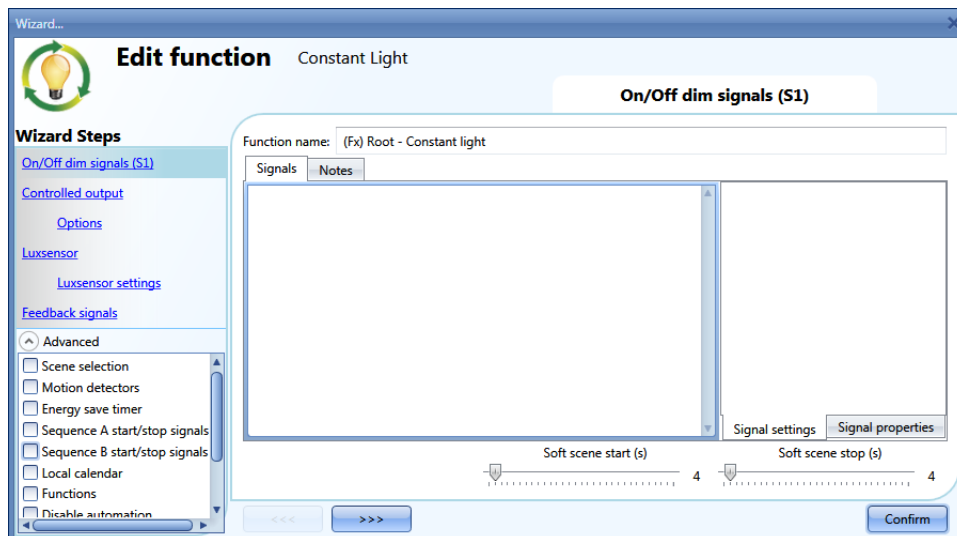 Wizard...
Edit function Constant Light
On/Off dim signals (S1)
Wizard Steps
On/Off dim signals (S1)
Controlled output
Options
Luxsensor
Luxsensor settings
Feedback signals
Advanced
Scene selection
Motion detectors
Energy save timer
Sequence A start/stop signals
Sequence B start/stop signals
Local calendar
Functions
Disable automation
Function name: (Fx) Root - Constant light
Signals Notes
Signal settings Signal properties
Soft scene start (s) Soft scene stop (s)
4 4
<<< >>> Confirm